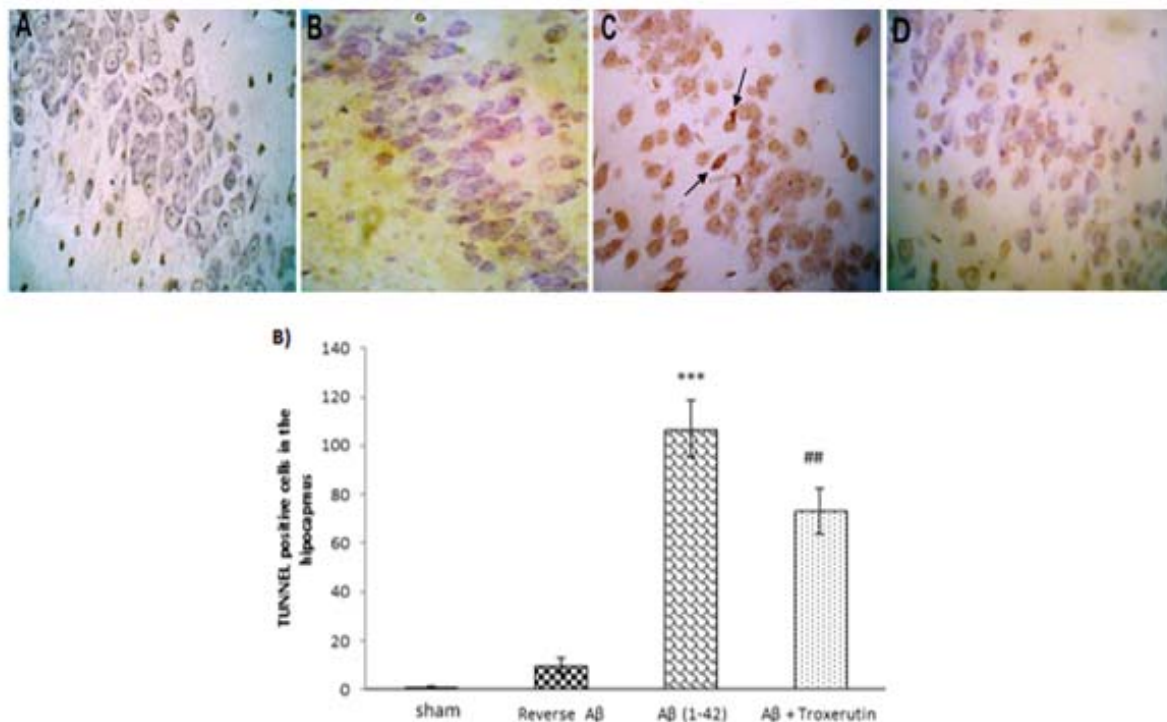 A
B
C
D
B)
140
120
100
80
60
40
20
0
TUNNEL positive cells in the
hipocapmus
***
##
sham
Reverse Aβ
Aβ (1-42)
Aβ + Troxerutin